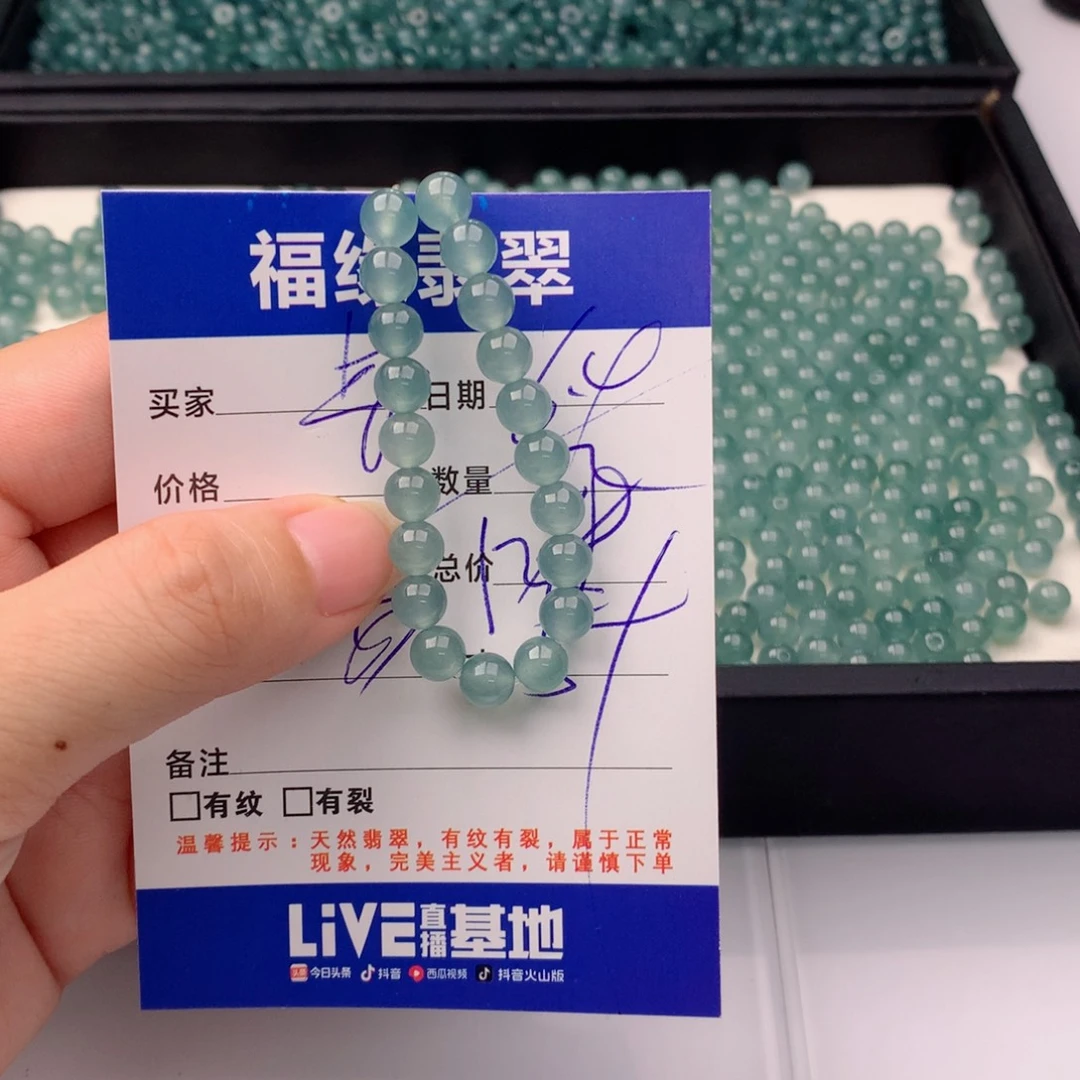 福缘翡翠
买家 日期
价格 数量
总价
备注
□有纹 □有裂
温馨提示：天然翡翠，有纹有裂，属于正常
现象，完美主义者，请谨慎下单
LiVE直播基地
头条 今日头条 抖音 西瓜视频 抖音火山版